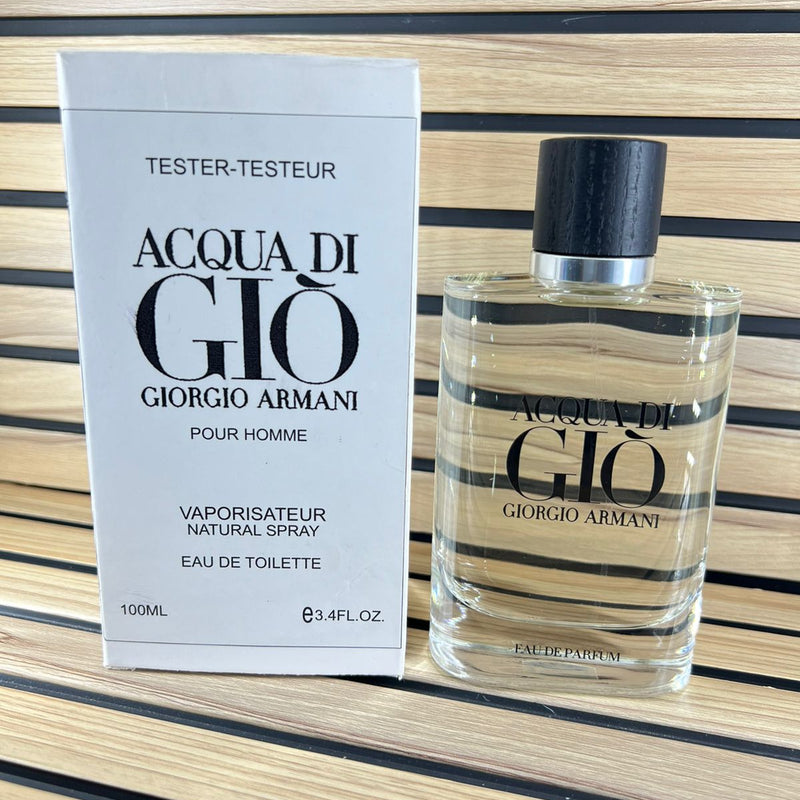 TESTER-TESTEUR
ACQUA DI
GIÒ
GIORGIO ARMANI
POUR HOMME
VAPORISATEUR
NATURAL SPRAY
EAU DE TOILETTE
100ML
e3.4FL.OZ.
ACQUA DI
GIÒ
GIORGIO ARMANI
EAU DE PARFUM